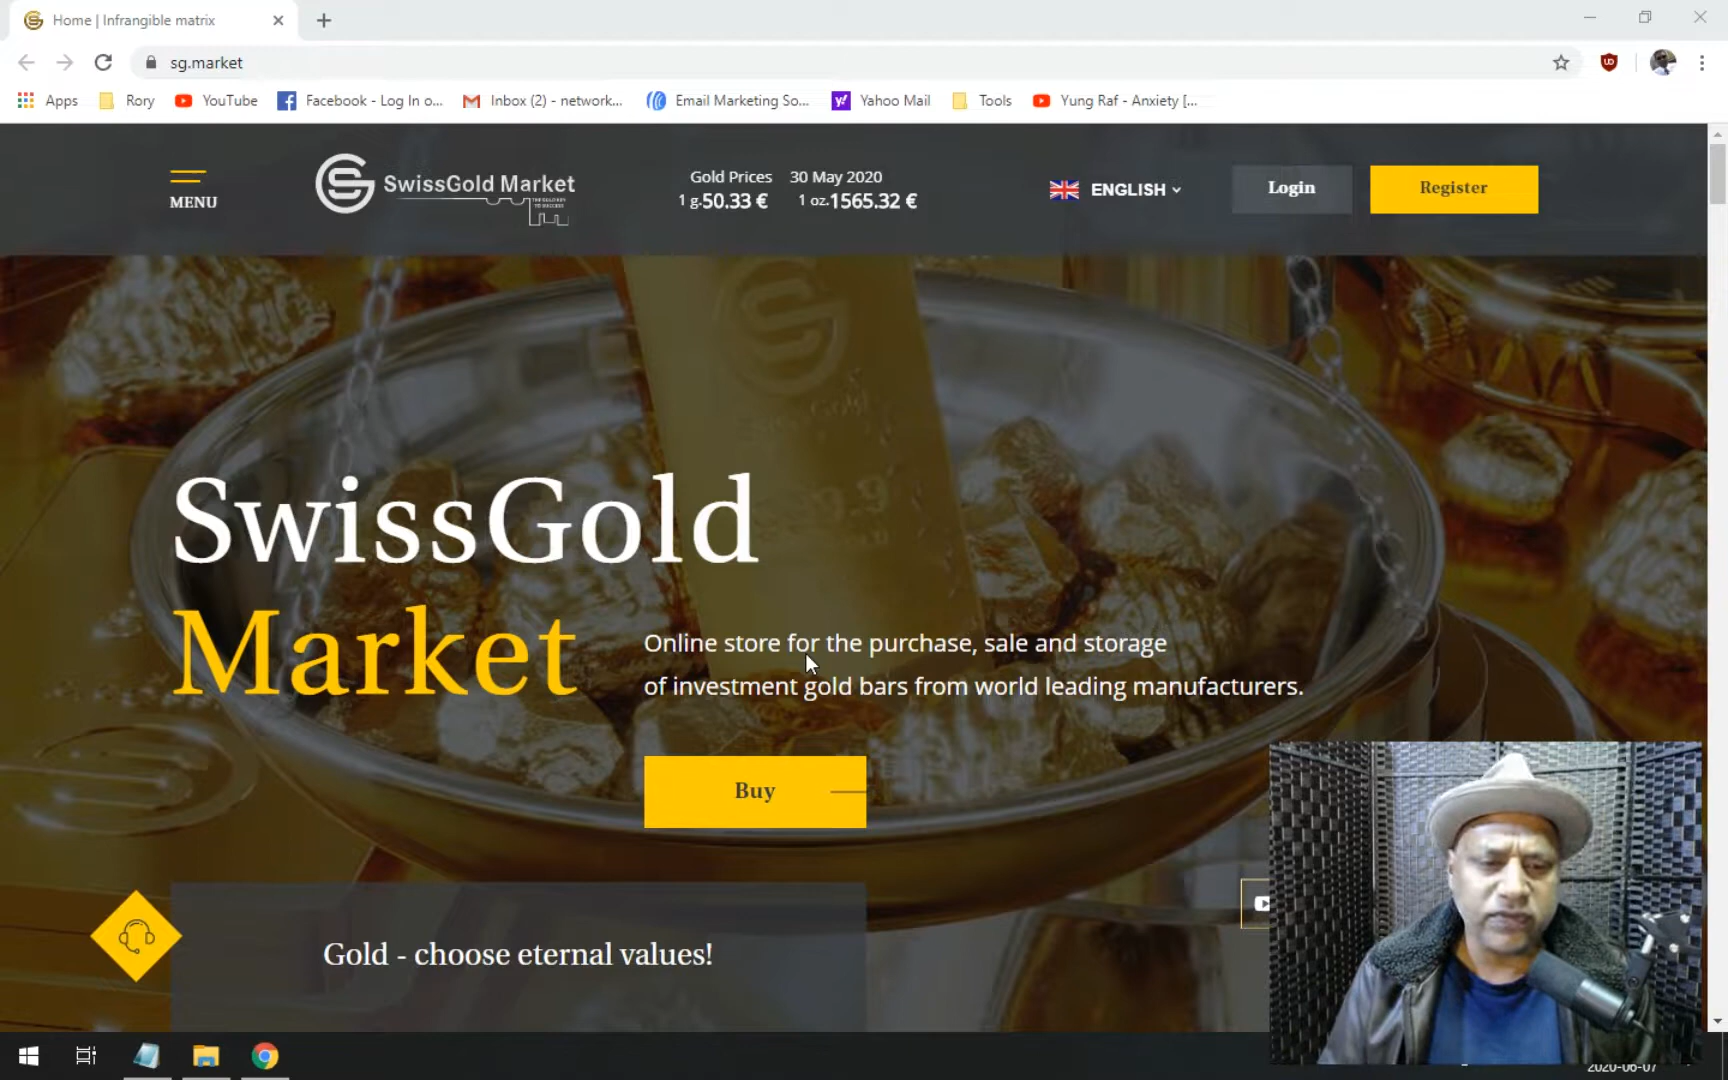 Home | Infrangible matrix
sg.market
Apps
Rory
YouTube
Facebook - Log In o...
Inbox (2) - network...
Email Marketing So...
Yahoo Mail
Tools
Yung Raf - Anxiety [...
MENU
SwissGold Market
Gold Prices 30 May 2020
1 g.50.33 € 1 oz.1565.32 €
ENGLISH
Login
Register
SwissGold
Market
Online store for the purchase, sale and storage
of investment gold bars from world leading manufacturers.
Buy
Gold - choose eternal values!
2020-06-07